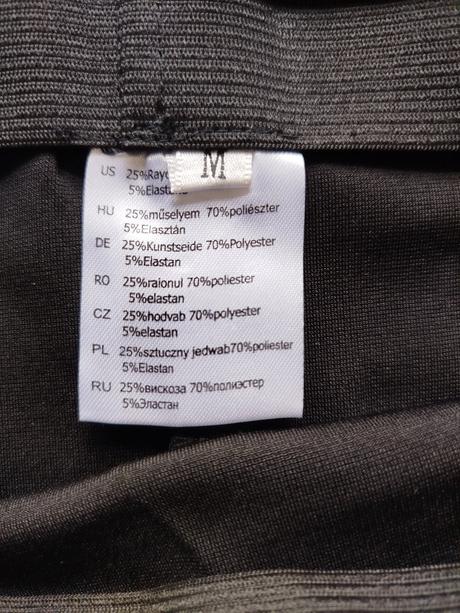 M
US 25%Rayo
5%Elastane
HU 25%műselyem 70%poliészter
5%Elasztán
DE 25%Kunstseide 70%Polyester
5%Elastan
RO 25%raionul 70%poliester
5%elastan
CZ 25%hodvab 70%polyester
5%elastan
PL 25%sztuczny jedwab70%poliester
5%Elastan
RU 25%вискоза 70%полиэстер
5%Эластан